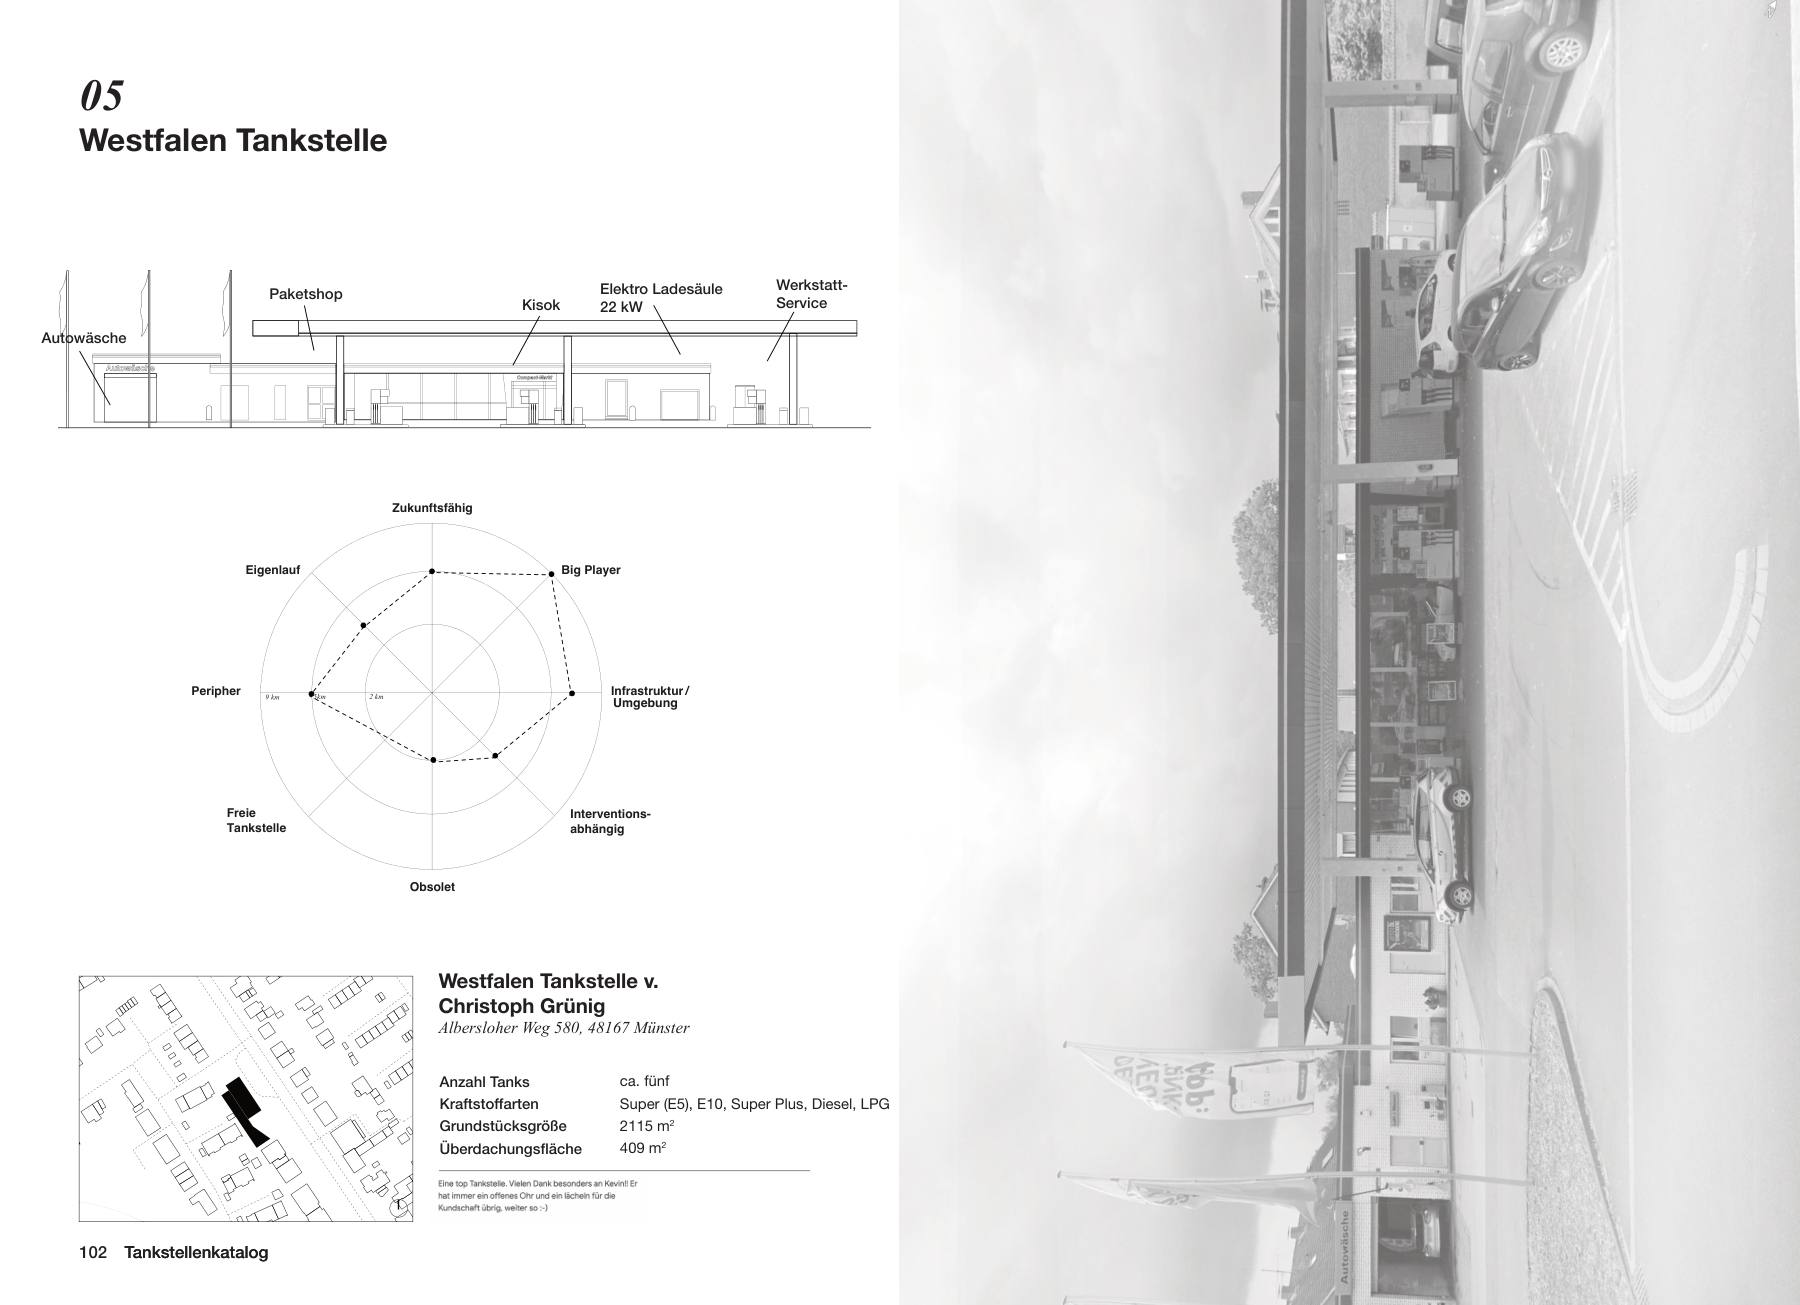 05
Westfalen Tankstelle
Paketshop
Kisok
Elektro Ladesäule
22 kW
Werkstatt-
Service
Autowäsche
Autowäsche
Compact-Markt
Zukunftsfähig
Eigenlauf
Big Player
Peripher
9 km
km
2 km
Infrastruktur/
Umgebung
Freie
Tankstelle
Interventions-
abhängig
Obsolet
Westfalen Tankstelle v.
Christoph Grünig
Albersloher Weg 580, 48167 Münster
Anzahl Tanks ca. fünf
Kraftstoffarten Super (E5), E10, Super Plus, Diesel, LPG
Grundstücksgröße 2115 m²
Überdachungsfläche 409 m²
Eine top Tankstelle. Vielen Dank besonders an Kevin!! Er
hat immer ein offenes Ohr und ein lächeln für die
Kundschaft übrig, weiter so :-)
102 Tankstellenkatalog
Autowäsche